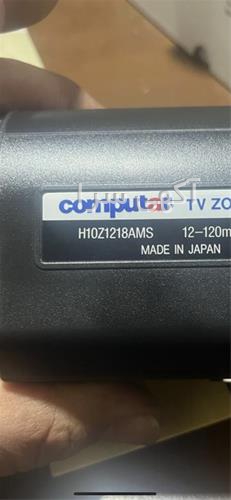 computar TV ZO
H10Z1218AMS 12-120m
MADE IN JAPAN